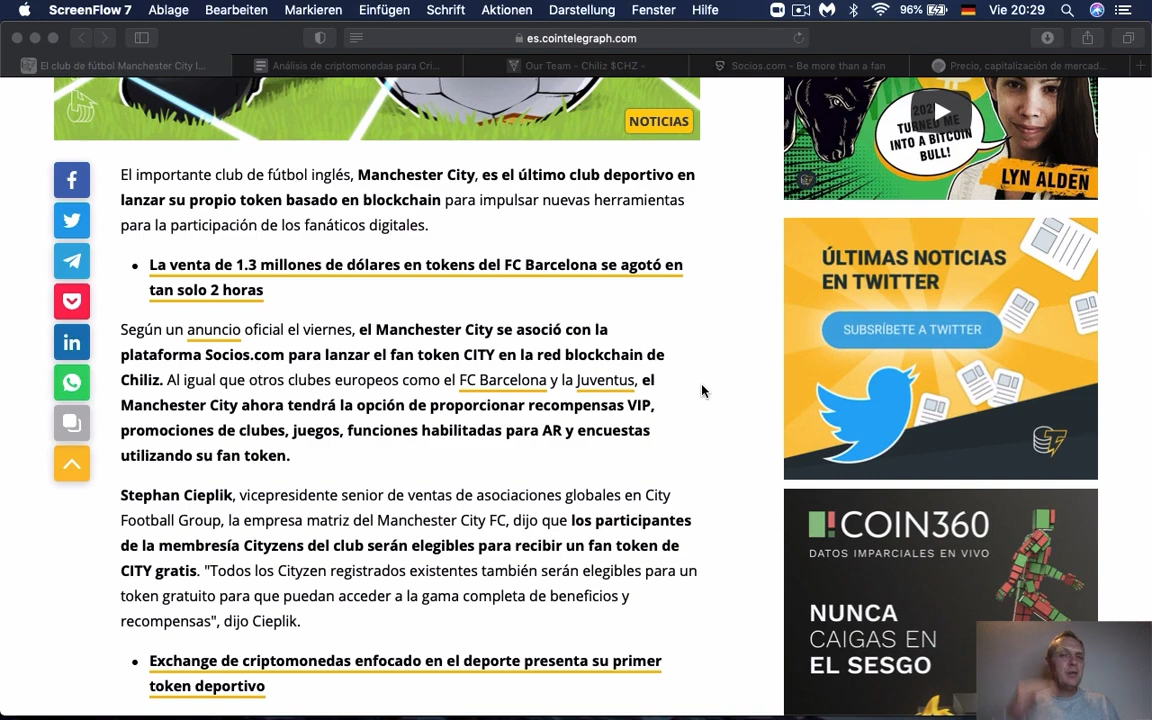 ScreenFlow 7 Ablage Bearbeiten Markieren Einfügen Schrift Aktionen Darstellung Fenster Hilfe 96% Vie 20:29
es.cointelegraph.com
El club de fútbol Manchester City l... Análisis de criptomonedas para Cri... Our Team - Chiliz $CHZ - Socios.com - Be more than a fan Precio, capitalización de mercad...
NOTICIAS
El importante club de fútbol inglés, Manchester City, es el último club deportivo en
lanzar su propio token basado en blockchain para impulsar nuevas herramientas
para la participación de los fanáticos digitales.
La venta de 1.3 millones de dólares en tokens del FC Barcelona se agotó en
tan solo 2 horas
Según un anuncio oficial el viernes, el Manchester City se asoció con la
plataforma Socios.com para lanzar el fan token CITY en la red blockchain de
Chiliz. Al igual que otros clubes europeos como el FC Barcelona y la Juventus, el
Manchester City ahora tendrá la opción de proporcionar recompensas VIP,
promociones de clubes, juegos, funciones habilitadas para AR y encuestas
utilizando su fan token.
Stephan Cieplik, vicepresidente senior de ventas de asociaciones globales en City
Football Group, la empresa matriz del Manchester City FC, dijo que los participantes
de la membresía Cityzens del club serán elegibles para recibir un fan token de
CITY gratis. "Todos los Cityzen registrados existentes también serán elegibles para un
token gratuito para que puedan acceder a la gama completa de beneficios y
recompensas", dijo Cieplik.
Exchange de criptomonedas enfocado en el deporte presenta su primer
token deportivo
TURNED ME
INTO A BITCOIN
BULL!
LYN ALDEN
ÚLTIMAS NOTICIAS
EN TWITTER
SUBSRÍBETE A TWITTER
COIN360
DATOS IMPARCIALES EN VIVO
NUNCA
CAIGAS EN
EL SESGO